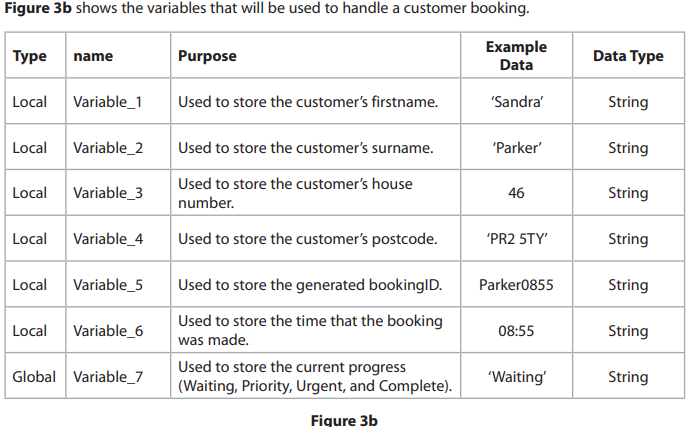 Figure 3b shows the variables that will be used to handle a customer booking.
Type name Purpose Example Data Data Type
Local Variable_1 Used to store the customer’s firstname. ‘Sandra’ String
Local Variable_2 Used to store the customer’s surname. ‘Parker’ String
Local Variable_3 Used to store the customer’s house number. 46 String
Local Variable_4 Used to store the customer’s postcode. ‘PR2 5TY’ String
Local Variable_5 Used to store the generated bookingID. Parker0855 String
Local Variable_6 Used to store the time that the booking was made. 08:55 String
Global Variable_7 Used to store the current progress (Waiting, Priority, Urgent, and Complete). ‘Waiting’ String
Figure 3b